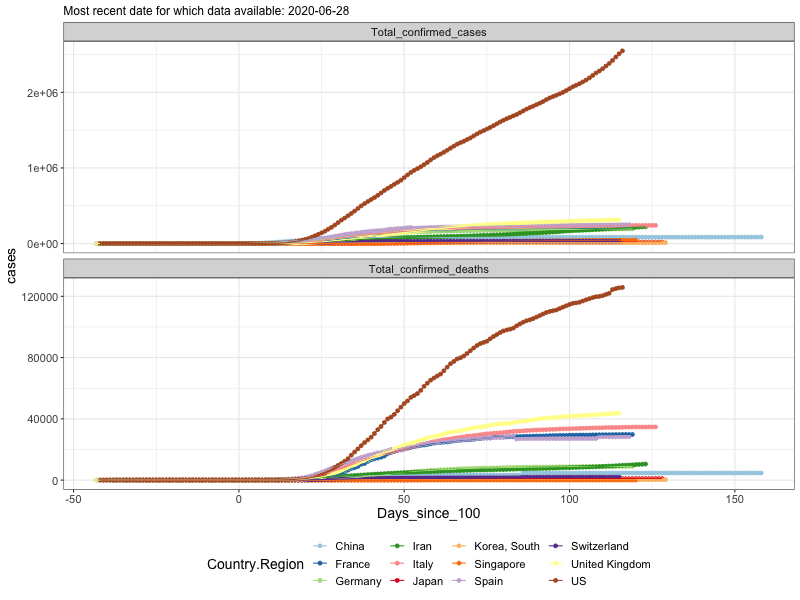 Most recent date for which data available: 2020-06-28
Total_confirmed_cases
2e+06
1e+06
0e+00
cases
Total_confirmed_deaths
120000
80000
40000
0
-50 0 50 100 150
Days_since_100
Country.Region
China Iran Korea, South Switzerland
France Italy Singapore United Kingdom
Germany Japan Spain US